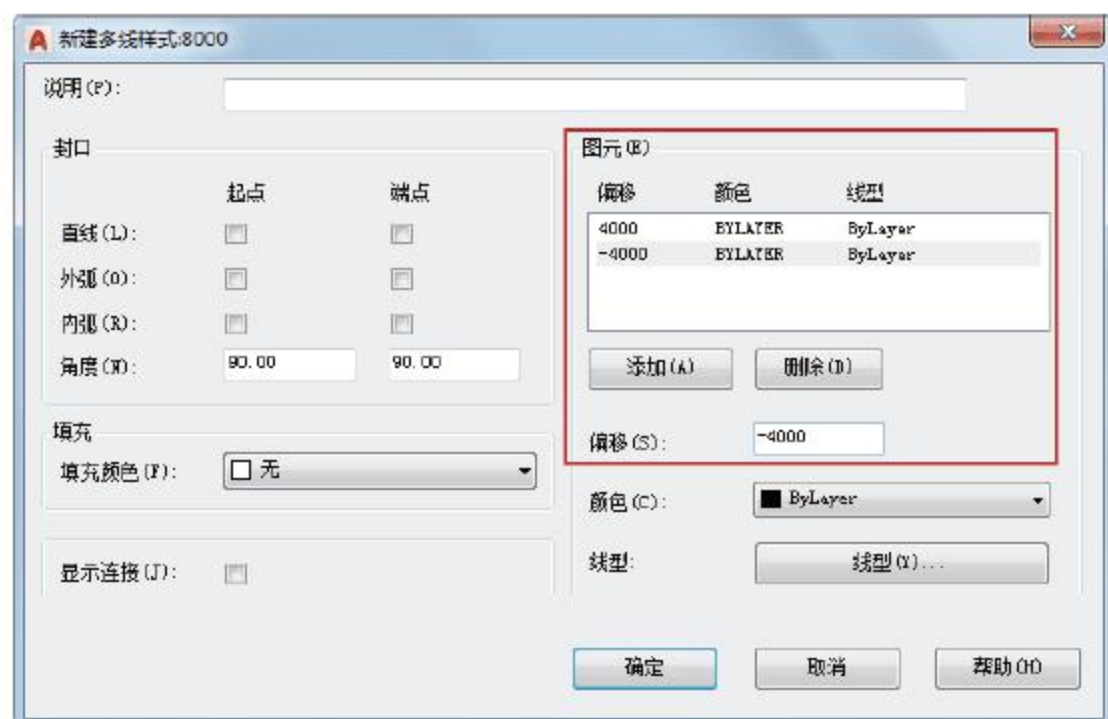 新建多线样式:8000
说明(P):
封口
起点 端点
直线(L):
外弧(O):
内弧(R):
角度(N): 90.00 90.00
填充
填充颜色(F): 无
显示连接(J):
图元(E)
偏移 颜色 线型
4000 BYLAYER ByLayer
-4000 BYLAYER ByLayer
添加(A) 删除(D)
偏移(S): -4000
颜色(C): ByLayer
线型: 线型(Y)...
确定 取消 帮助(H)